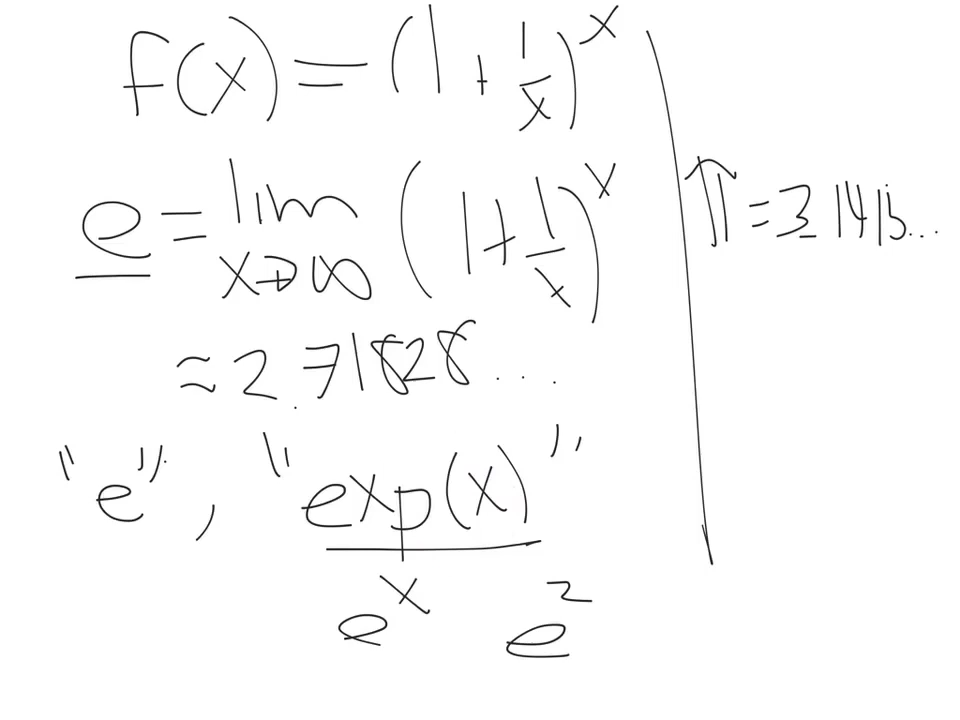 f(x) = (1 + 1/x)^x
e = lim x→∞ (1 + 1/x)^x
≈ 2.71828...
"e", "exp(x)"
e^x e^2
π = 3.1415...